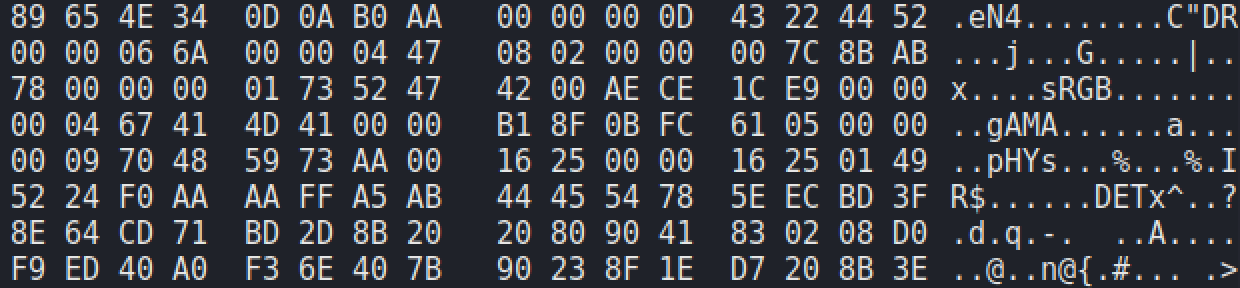 89 65 4E 34 0D 0A B0 AA 00 00 00 0D 43 22 44 52 .eN4........C"DR
00 00 06 6A 00 00 04 47 08 02 00 00 00 7C 8B AB ...j...G.....|..
78 00 00 00 01 73 52 47 42 00 AE CE 1C E9 00 00 x....sRGB.......
00 04 67 41 4D 41 00 00 B1 8F 0B FC 61 05 00 00 ..gAMA......a...
00 09 70 48 59 73 AA 00 16 25 00 00 16 25 01 49 ..pHYs...%...%.I
52 24 F0 AA AA FF A5 AB 44 45 54 78 5E EC BD 3F R$......DETx^..?
8E 64 CD 71 BD 2D 8B 20 20 80 90 41 83 02 08 D0 .d.q.-.  ..A....
F9 ED 40 A0 F3 6E 40 7B 90 23 8F 1E D7 20 8B 3E ..@..n@{.#... .>